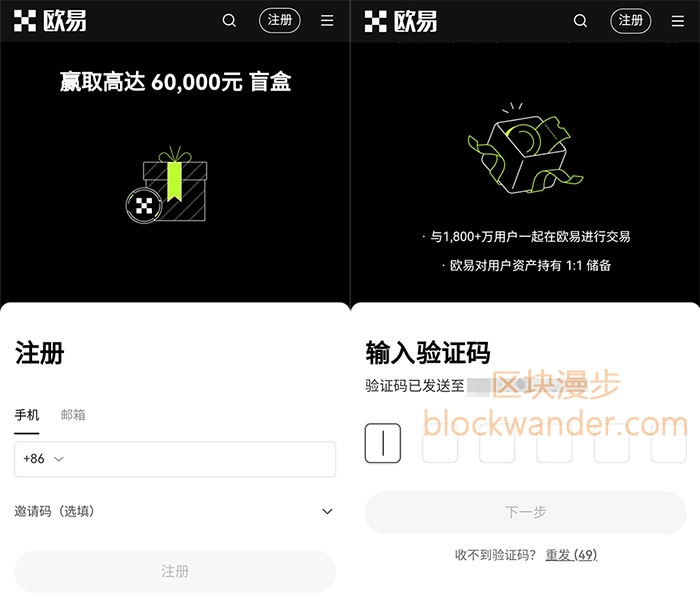 欧易
注册
赢取高达 60,000元 盲盒
注册
手机 邮箱
+86
邀请码（选填）
注册
欧易
注册
· 与1,800+万用户一起在欧易进行交易
· 欧易对用户资产持有 1:1 储备
输入验证码
验证码已发送至
区块漫步
blockwander.com
下一步
收不到验证码？ 重发 (49)